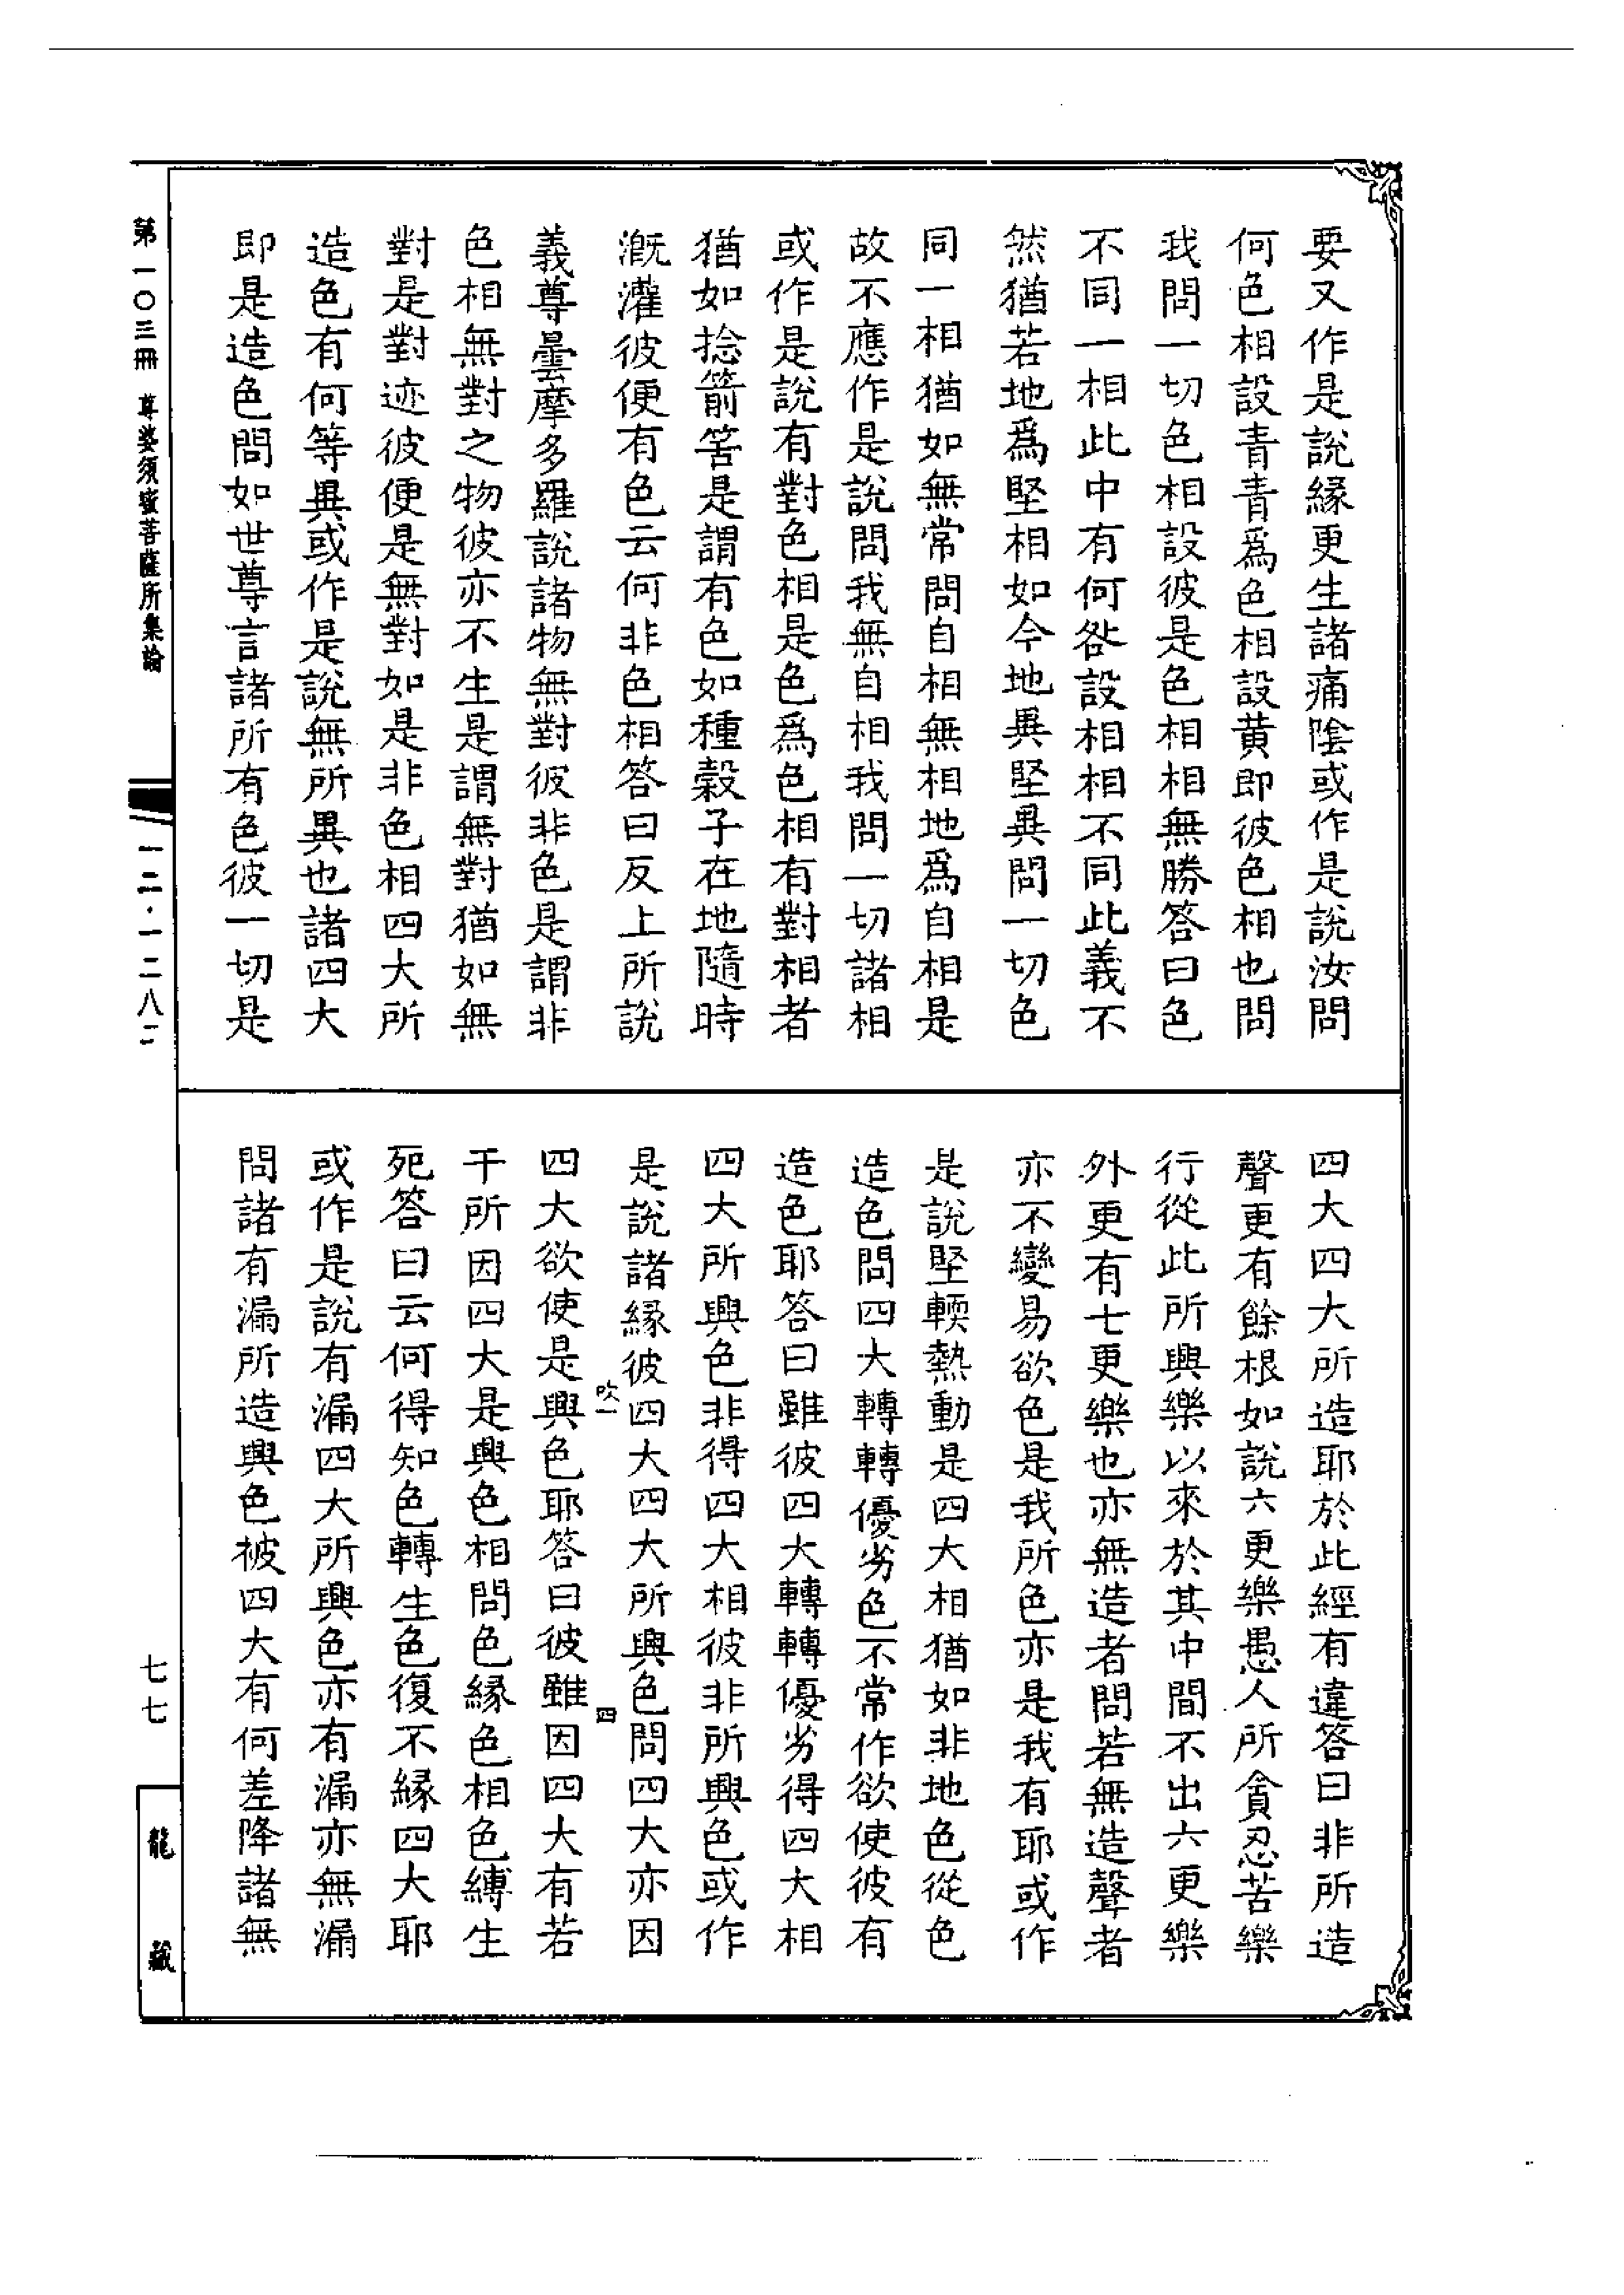 要又作是說緣更生諸痛陰或作是說汝問
何色相設青青爲色相設黄即彼色相也問
我問一切色相設彼是色相相無勝答曰色
不同一相此中有何咎設相相不同此義不
然猶若地爲堅相如今地異堅異問一切色
同一相猶如無常問自相無相地爲自相是
故不應作是說問我無自相我問一切諸相
或作是說有對色相是色爲色相有對相者
猶如捻箭筈是謂有色如種穀子在地隨時
溉灌彼便有色云何非色相答曰反上所說
義尊曇摩多羅說諸物無對彼非色是謂非
色相無對之物彼亦不生是謂無對猶如無
對是對迹彼便是無對如是非色相四大所
造色有何等異或作是說無所異也諸四大
即是造色問如世尊言諸所有色彼一切是
四大四大所造耶於此經有違答曰非所造
聲更有餘根如說六更樂愚人所貪忍苦樂
行從此所興樂以來於其中間不出六更樂
外更有七更樂也亦無造者問若無造聲者
亦不變易欲色是我所色亦是我有耶或作
是說堅輭熱動是四大相猶如非地色從色
造色問四大轉轉優劣色不常作欲使彼有
造色耶答曰雖彼四大轉轉優劣得四大相
四大所興色非得四大相彼非所興色或作
是說諸緣彼四大四大所興色問四大亦因
吹一
四
四大欲使是興色耶答曰彼雖因四大有若
干所因四大是興色相問色緣色相色縛生
死答曰云何得知色轉生色復不緣四大耶
或作是說有漏四大所興色亦有漏亦無漏
問諸有漏所造興色彼四大有何差降諸無
第一〇三冊 尊婆須蜜菩薩所集論
一二·一二八二
七七
龍藏